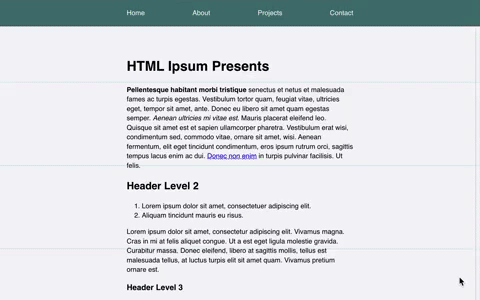 Home About Projects Contact
HTML Ipsum Presents
Pellentesque habitant morbi tristique senectus et netus et malesuada
fames ac turpis egestas. Vestibulum tortor quam, feugiat vitae, ultricies
eget, tempor sit amet, ante. Donec eu libero sit amet quam egestas
semper. Aenean ultricies mi vitae est. Mauris placerat eleifend leo.
Quisque sit amet est et sapien ullamcorper pharetra. Vestibulum erat wisi,
condimentum sed, commodo vitae, ornare sit amet, wisi. Aenean
fermentum, elit eget tincidunt condimentum, eros ipsum rutrum orci, sagittis
tempus lacus enim ac dui. Donec non enim in turpis pulvinar facilisis. Ut
felis.
Header Level 2
1. Lorem ipsum dolor sit amet, consectetuer adipiscing elit.
2. Aliquam tincidunt mauris eu risus.
Lorem ipsum dolor sit amet, consectetur adipiscing elit. Vivamus magna.
Cras in mi at felis aliquet congue. Ut a est eget ligula molestie gravida.
Curabitur massa. Donec eleifend, libero at sagittis mollis, tellus est
malesuada tellus, at luctus turpis elit sit amet quam. Vivamus pretium
ornare est.
Header Level 3